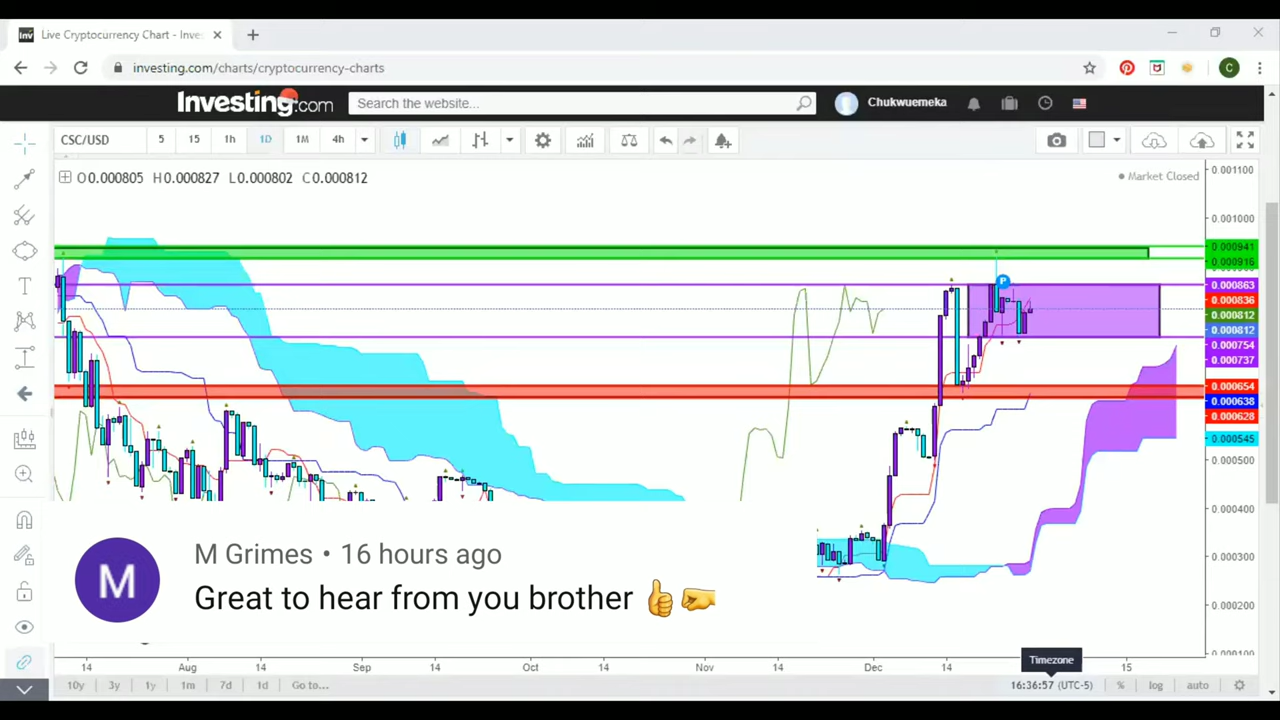 Live Cryptocurrency Chart - Inve
investing.com/charts/cryptocurrency-charts
C
Investing.com
Search the website...
Chukwuemeka
CSC/USD 5 15 1h 1D 1M 4h
O0.000805 H0.000827 L0.000802 C0.000812
Market Closed
0.001100
0.001000
0.000941
0.000916
P
0.000863
0.000836
0.000812
0.000812
0.000754
0.000737
0.000654
0.000638
0.000628
0.000545
0.000500
0.000400
0.000300
0.000200
M
M Grimes • 16 hours ago
Great to hear from you brother 👍🤛
Timezone
14 Aug 14 Sep 14 Oct 14 Nov 14 Dec 14 15
10y 3y 1y 1m 7d 1d Go to...
16:36:57 (UTC-5) % log auto